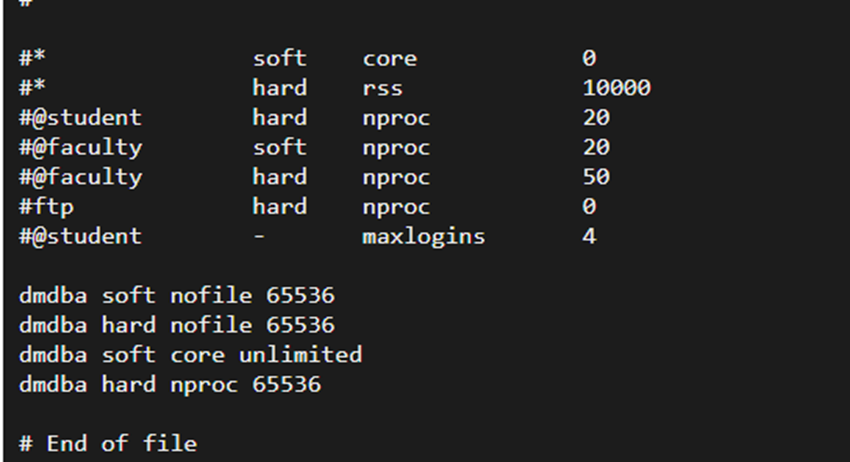 #
#*                 soft    core            0
#*                 hard    rss             10000
#@student        hard    nproc           20
#@faculty        soft    nproc           20
#@faculty        hard    nproc           50
#ftp             hard    nproc           0
#@student        -       maxlogins       4
dmdba soft nofile 65536
dmdba hard nofile 65536
dmdba soft core unlimited
dmdba hard nproc 65536
# End of file